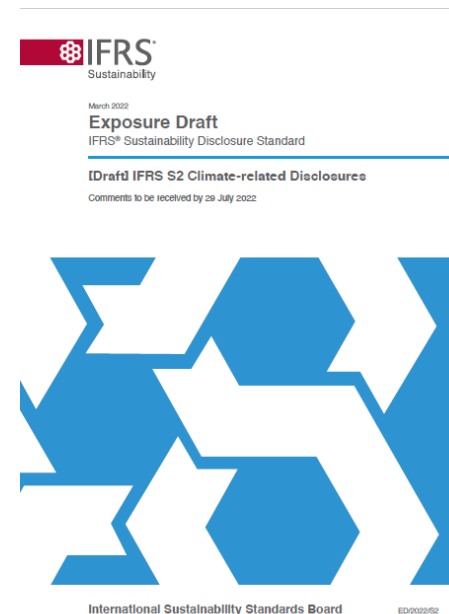 IFRS®
Sustainability
March 2022
Exposure Draft
IFRS® Sustainability Disclosure Standard
[Draft] IFRS S2 Climate-related Disclosures
Comments to be received by 29 July 2022
International Sustainability Standards Board
ED/2022/S2